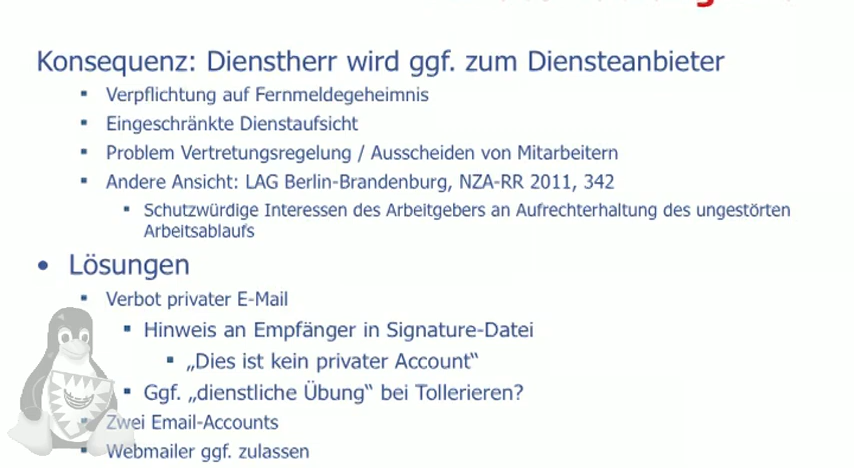 Konsequenz: Dienstherr wird ggf. zum Diensteanbieter
Verpflichtung auf Fernmeldegeheimnis
Eingeschränkte Dienstaufsicht
Problem Vertretungsregelung / Ausscheiden von Mitarbeitern
Andere Ansicht: LAG Berlin-Brandenburg, NZA-RR 2011, 342
Schutzwürdige Interessen des Arbeitgebers an Aufrechterhaltung des ungestörten
Arbeitsablaufs
Lösungen
Verbot privater E-Mail
Hinweis an Empfänger in Signature-Datei
„Dies ist kein privater Account“
Ggf. „dienstliche Übung“ bei Tollerieren?
Zwei Email-Accounts
Webmailer ggf. zulassen